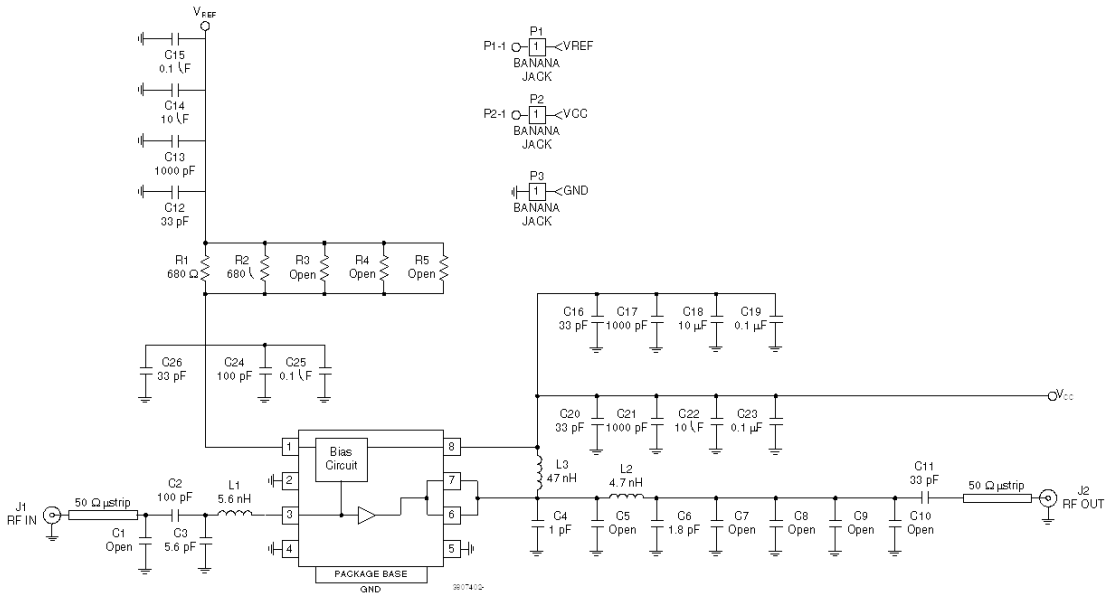 VREF
C15
0.1 \F
C14
10 \F
C13
1000 pF
C12
33 pF
P1
P1-1 1 VREF
BANANA
JACK
P2
P2-1 1 VCC
BANANA
JACK
P3
1 GND
BANANA
JACK
R1
680 Ω
R2
680 \
R3
Open
R4
Open
R5
Open
C16
33 pF
C17
1000 pF
C18
10 µF
C19
0.1 µF
C26
33 pF
C24
100 pF
C25
0.1 \F
VCC
C20
33 pF
C21
1000 pF
C22
10 \F
C23
0.1 µF
1
Bias
Circuit
8
2
7
3
6
4
5
L3
47 nH
L2
4.7 nH
C11
33 pF
J1
RF IN
50 Ω µstrip
C2
100 pF
L1
5.6 nH
C1
Open
C3
5.6 pF
C4
1 pF
C5
Open
C6
1.8 pF
C7
Open
C8
Open
C9
Open
C10
Open
50 Ω µstrip
J2
RF OUT
PACKAGE BASE
GND